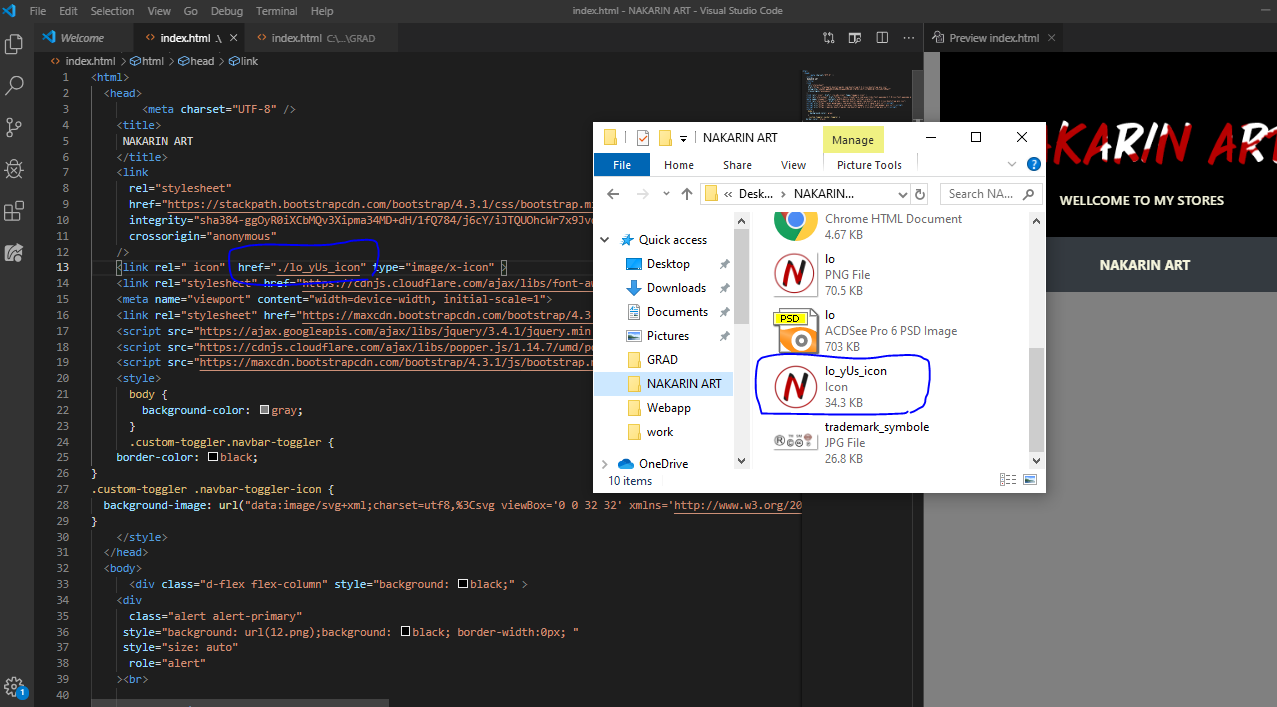 File Edit Selection View Go Debug Terminal Help
index.html - NAKARIN ART - Visual Studio Code
Welcome
index.html .\
index.html C:\...\GRAD
Preview index.html
index.html > html > head > link
1 <html>
2 <head>
3 <meta charset="UTF-8" />
4 <title>
5 NAKARIN ART
6 </title>
7 <link
8 rel="stylesheet"
9 href="https://stackpath.bootstrapcdn.com/bootstrap/4.3.1/css/bootstrap.mi
10 integrity="sha384-ggOyR0iXCbMQv3Xipma34MD+dH/1fQ784/j6cY/iJTQUOhcWr7x9Jv
11 crossorigin="anonymous"
12 />
13 <link rel=" icon" href="./lo_yUs_icon" type="image/x-icon" >
14 <link rel="stylesheet" href="https://cdnjs.cloudflare.com/ajax/libs/font-aw
15 <meta name="viewport" content="width=device-width, initial-scale=1">
16 <link rel="stylesheet" href="https://maxcdn.bootstrapcdn.com/bootstrap/4.3
17 <script src="https://ajax.googleapis.com/ajax/libs/jquery/3.4.1/jquery.min
18 <script src="https://cdnjs.cloudflare.com/ajax/libs/popper.js/1.14.7/umd/po
19 <script src="https://maxcdn.bootstrapcdn.com/bootstrap/4.3.1/js/bootstrap.m
20 <style>
21 body {
22 background-color: gray;
23 }
24 .custom-toggler.navbar-toggler {
25 border-color: black;
26 }
27 .custom-toggler .navbar-toggler-icon {
28 background-image: url("data:image/svg+xml;charset=utf8,%3Csvg viewBox='0 0 32 32' xmlns='http://www.w3.org/20
29 }
30 </style>
31 </head>
32 <body>
33 <div class="d-flex flex-column" style="background: black;" >
34 <div
35 class="alert alert-primary"
36 style="background: url(12.png);background: black; border-width:0px; "
37 style="size: auto"
38 role="alert"
39 ><br>
40
1
NAKARIN ART
Manage
File Home Share View Picture Tools
« Desk... > NAKARIN...
Search NA...
Quick access
Desktop
Downloads
Documents
Pictures
GRAD
NAKARIN ART
Webapp
work
OneDrive
10 items
Chrome HTML Document
4.67 KB
N
lo
PNG File
70.5 KB
PSD
lo
ACDSee Pro 6 PSD Image
703 KB
N
lo_yUs_icon
Icon
34.3 KB
trademark_symbole
JPG File
26.8 KB
AKARIN ART
WELLCOME TO MY STORES
NAKARIN ART